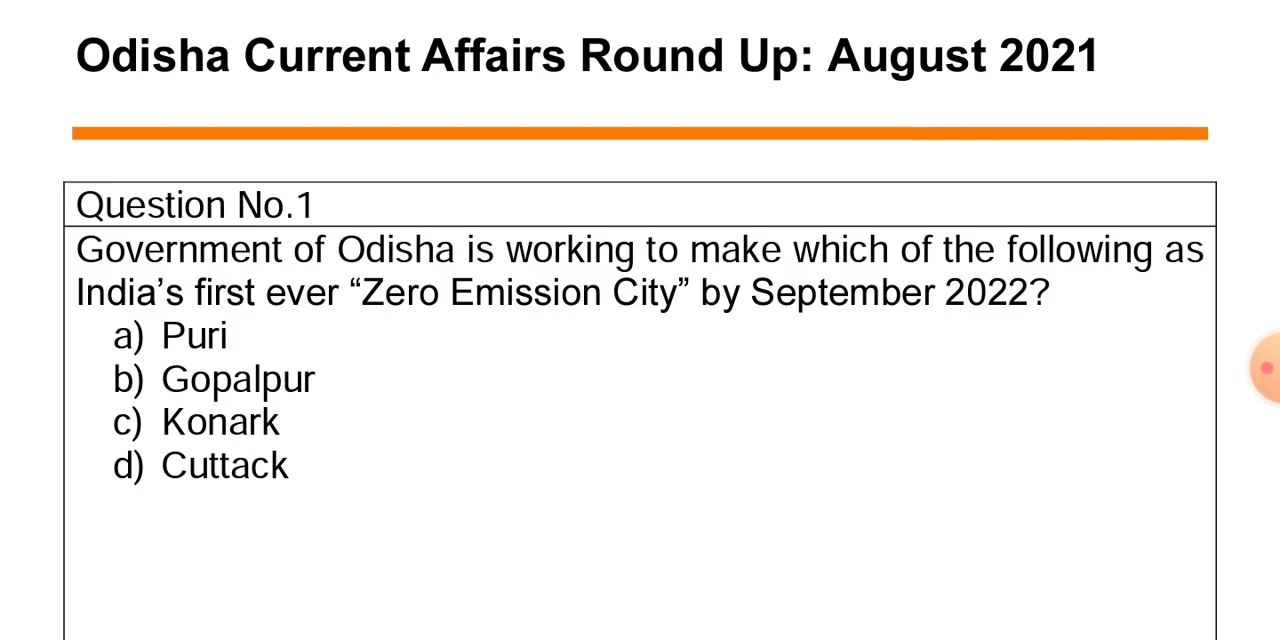 Odisha Current Affairs Round Up: August 2021
Question No.1
Government of Odisha is working to make which of the following as
India’s first ever “Zero Emission City” by September 2022?
a) Puri
b) Gopalpur
c) Konark
d) Cuttack